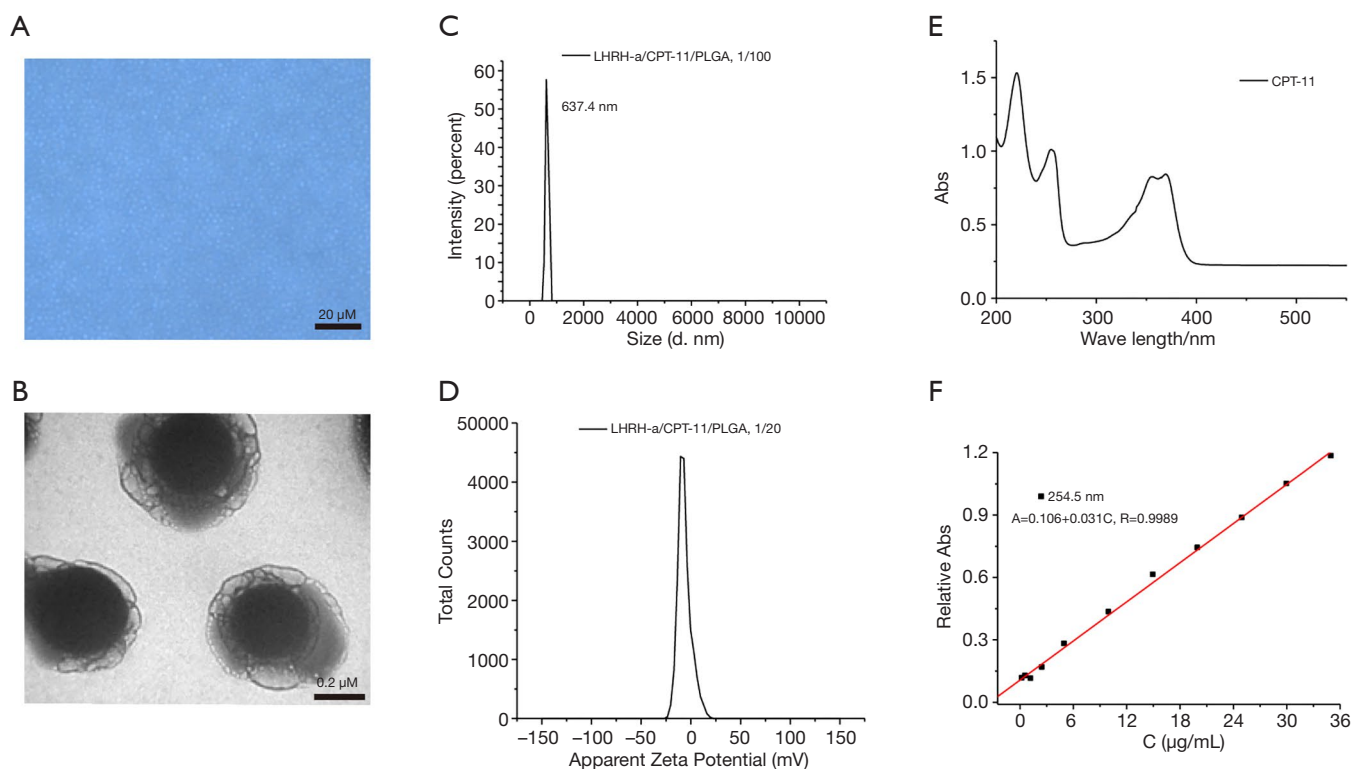 A
20 µM
B
0.2 µM
C
LHRH-a/CPT-11/PLGA, 1/100
637.4 nm
60
50
40
30
20
10
0
Intensity (percent)
0 2000 4000 6000 8000 10000
Size (d. nm)
D
LHRH-a/CPT-11/PLGA, 1/20
50000
4000
3000
2000
1000
0
Total Counts
–150 –100 –50 0 50 100 150
Apparent Zeta Potential (mV)
E
CPT-11
1.5
1.0
0.5
0.0
Abs
200 300 400 500
Wave length/nm
F
254.5 nm
A=0.106+0.031C, R=0.9989
1.2
0.9
0.6
0.3
0.0
Relative Abs
0 6 12 18 24 30 36
C (µg/mL)